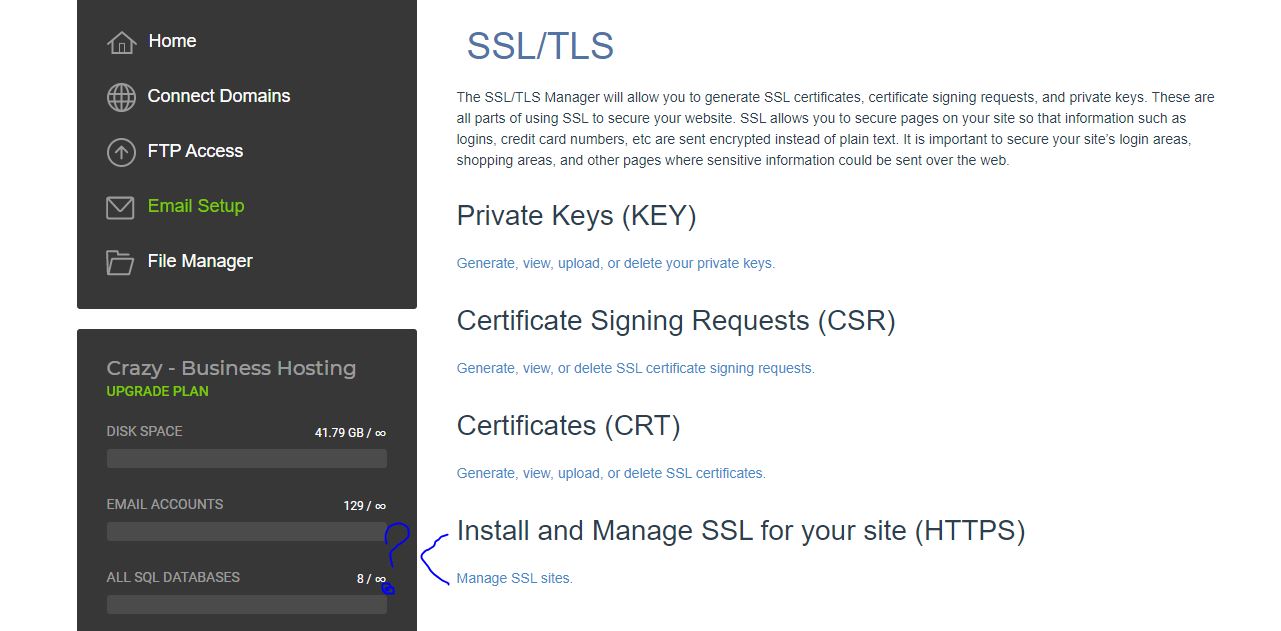 Home
Connect Domains
FTP Access
Email Setup
File Manager
Crazy - Business Hosting
UPGRADE PLAN
DISK SPACE 41.79 GB / ∞
EMAIL ACCOUNTS 129 / ∞
ALL SQL DATABASES 8 / ∞
?
SSL/TLS
The SSL/TLS Manager will allow you to generate SSL certificates, certificate signing requests, and private keys. These are
all parts of using SSL to secure your website. SSL allows you to secure pages on your site so that information such as
logins, credit card numbers, etc are sent encrypted instead of plain text. It is important to secure your site's login areas,
shopping areas, and other pages where sensitive information could be sent over the web.
Private Keys (KEY)
Generate, view, upload, or delete your private keys.
Certificate Signing Requests (CSR)
Generate, view, or delete SSL certificate signing requests.
Certificates (CRT)
Generate, view, upload, or delete SSL certificates.
Install and Manage SSL for your site (HTTPS)
Manage SSL sites.